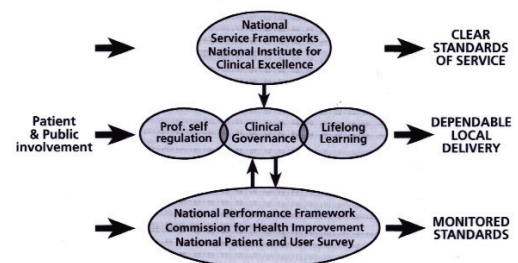 National
Service Frameworks
National Institute for
Clinical Excellence
CLEAR
STANDARDS
OF SERVICE
Patient
& Public
involvement
Prof. self
regulation
Clinical
Governance
Lifelong
Learning
DEPENDABLE
LOCAL
DELIVERY
National Performance Framework
Commission for Health Improvement
National Patient and User Survey
MONITORED
STANDARDS